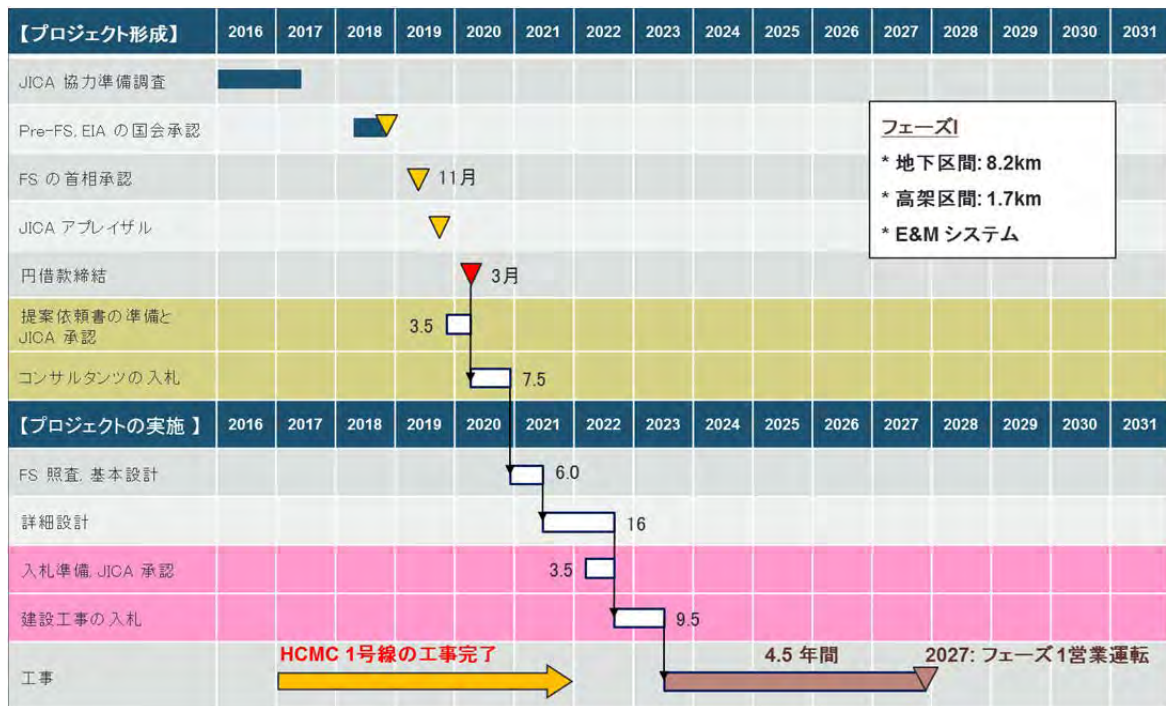 【プロジェクト形成】 2016 2017 2018 2019 2020 2021 2022 2023 2024 2025 2026 2027 2028 2029 2030 2031
JICA 協力準備調査
Pre-FS, EIA の国会承認
FS の首相承認 11月
JICA アプレイザル
円借款締結 3月
提案依頼書の準備と
JICA 承認
3.5
コンサルタンツの入札 7.5
フェーズI
* 地下区間: 8.2km
* 高架区間: 1.7km
* E&M システム
【プロジェクトの実施 】 2016 2017 2018 2019 2020 2021 2022 2023 2024 2025 2026 2027 2028 2029 2030 2031
FS 照査, 基本設計 6.0
詳細設計 16
入札準備, JICA 承認 3.5
建設工事の入札 9.5
HCMC 1号線の工事完了 4.5 年間 2027: フェーズ1営業運転
工事